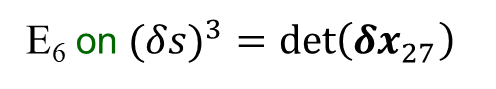 E₆ on (δs)³ = det(δx₂₇)